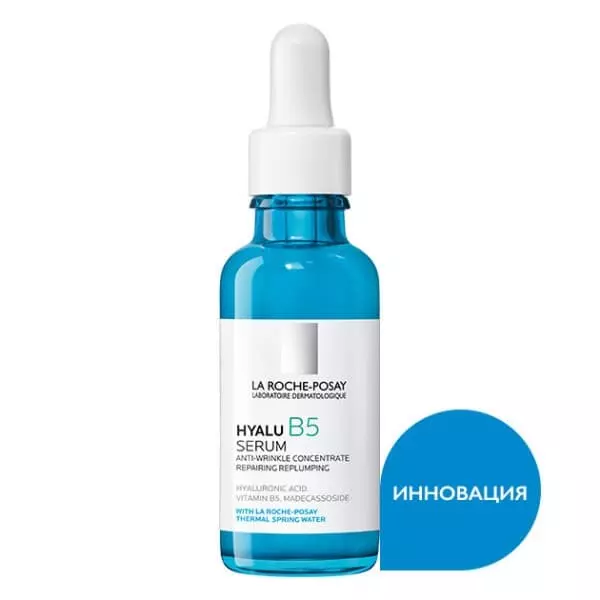 LA ROCHE-POSAY
LABORATOIRE DERMATOLOGIQUE
HYALU B5
SERUM
ANTI-WRINKLE CONCENTRATE
REPAIRING REPLUMPING
HYALURONIC ACID
VITAMIN B5, MADECASSOSIDE
WITH LA ROCHE-POSAY
THERMAL SPRING WATER
ИННОВАЦИЯ